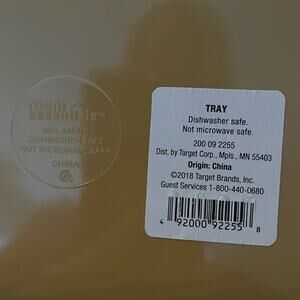 room
essentials™
MELAMINE
DISHWASHER SAFE
NOT MICROWAVE SAFE
CHINA
TRAY
Dishwasher safe.
Not microwave safe.
200 09 2255
Dist. by Target Corp., Mpls., MN 55403
Origin: China
©2018 Target Brands, Inc.
Guest Services 1-800-440-0680
4 92000 92255 8